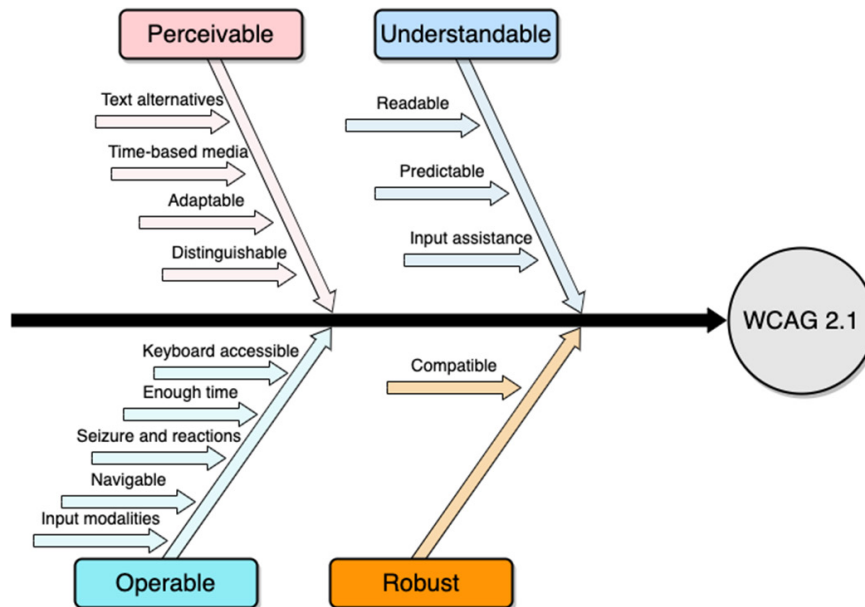 Perceivable
Understandable
Text alternatives
Time-based media
Adaptable
Distinguishable
Readable
Predictable
Input assistance
WCAG 2.1
Keyboard accessible
Enough time
Seizure and reactions
Navigable
Input modalities
Compatible
Operable
Robust